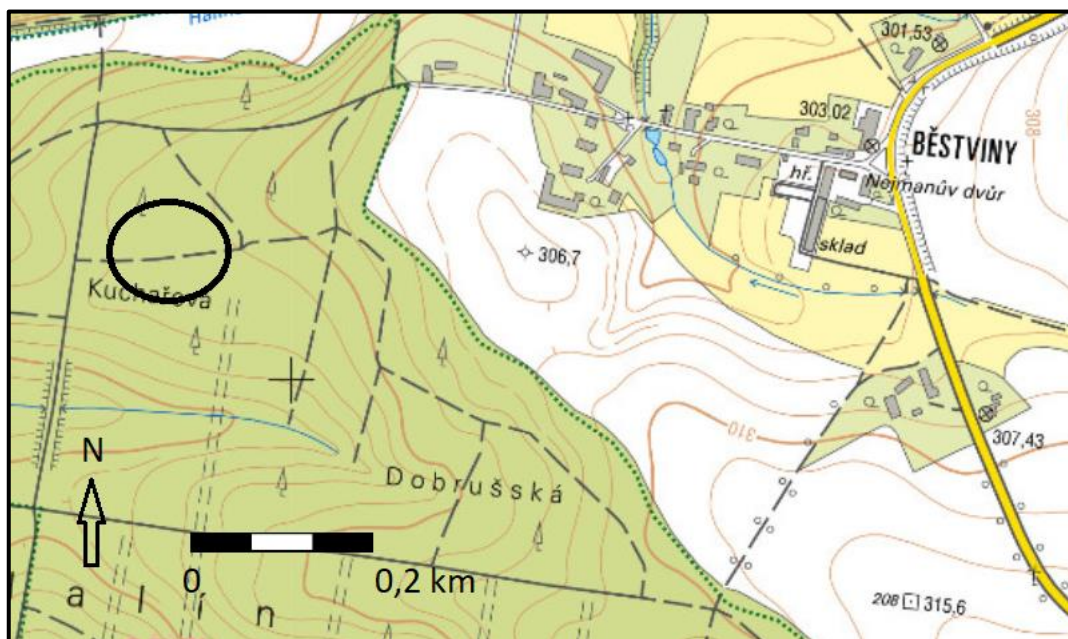 301,53
308
303,02
BĚSTVINY
hř.
Nejmanův dvůr
306,7
sklad
Kuchařova
310
307,43
N
Dobrušská
0 0,2 km
a l í n
208 315,6